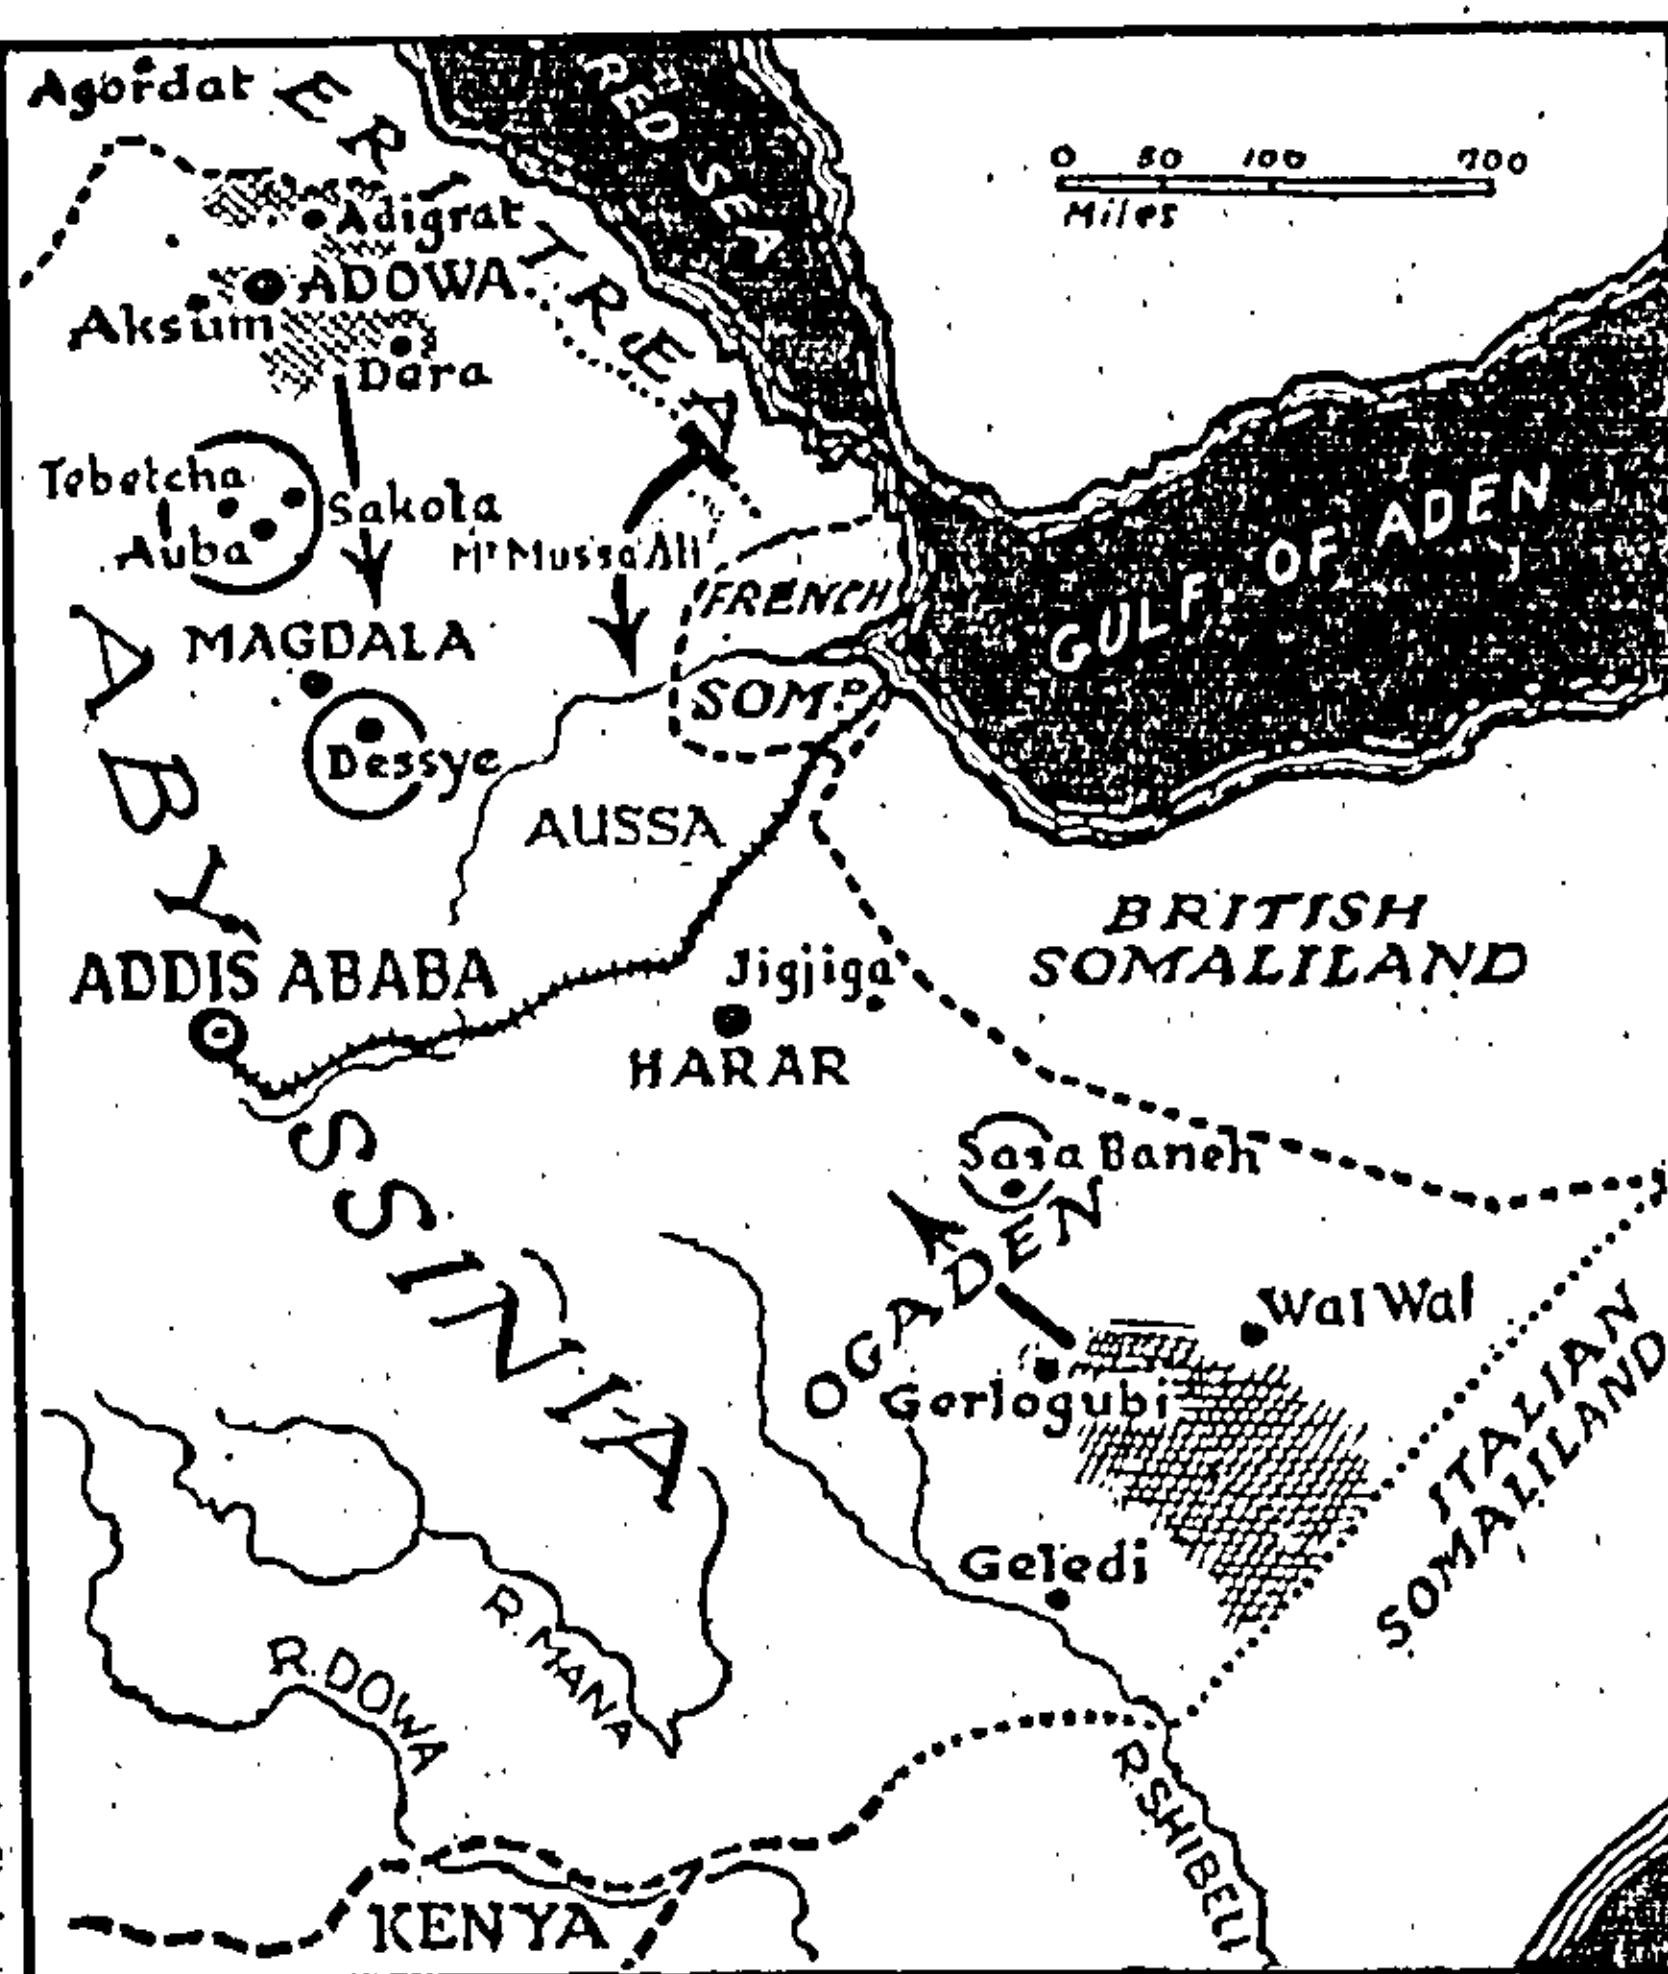 Agordat
ERITREA
RED SEA
0 50 100 200
Miles
Adigrat
ADOWA
Aksum
Dara
Tebetcha
Sakota
Auba
Mt Mussa Ali
FRENCH
SOMD
GULF OF ADEN
MAGDALA
Dessye
AUSSA
ABYSSINIA
BRITISH
SOMALILAND
ADDIS ABABA
Jigjiga
HARAR
Sasa Baneh
OGADEN
Wal Wal
Gerlogubi
ITALIAN
SOMALILAND
Geledi
R. MANA
R. DOWA
R. SHIBELI
KENYA